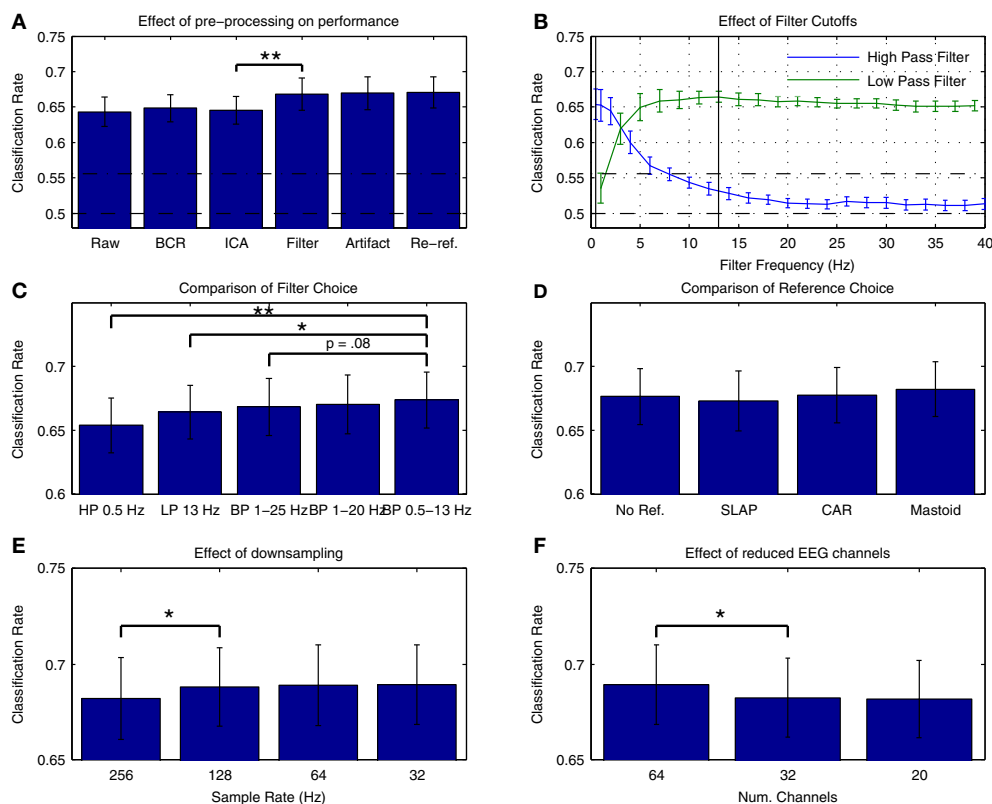 A
Effect of pre−processing on performance
Classification Rate
0.75
0.7
0.65
0.6
0.55
0.5
**
Raw
BCR
ICA
Filter
Artifact
Re−ref.
B
Effect of Filter Cutoffs
Classification Rate
0.75
0.7
0.65
0.6
0.55
0.5
High Pass Filter
Low Pass Filter
0
5
10
15
20
25
30
35
40
Filter Frequency (Hz)
C
Comparison of Filter Choice
Classification Rate
0.7
0.65
0.6
**
*
p = .08
HP 0.5 Hz
LP 13 Hz
BP 1−25 Hz
BP 1−20 Hz
BP 0.5−13 Hz
D
Comparison of Reference Choice
Classification Rate
0.7
0.65
0.6
No Ref.
SLAP
CAR
Mastoid
E
Effect of downsampling
Classification Rate
0.75
0.7
0.65
*
256
128
64
32
Sample Rate (Hz)
F
Effect of reduced EEG channels
Classification Rate
0.75
0.7
0.65
*
64
32
20
Num. Channels